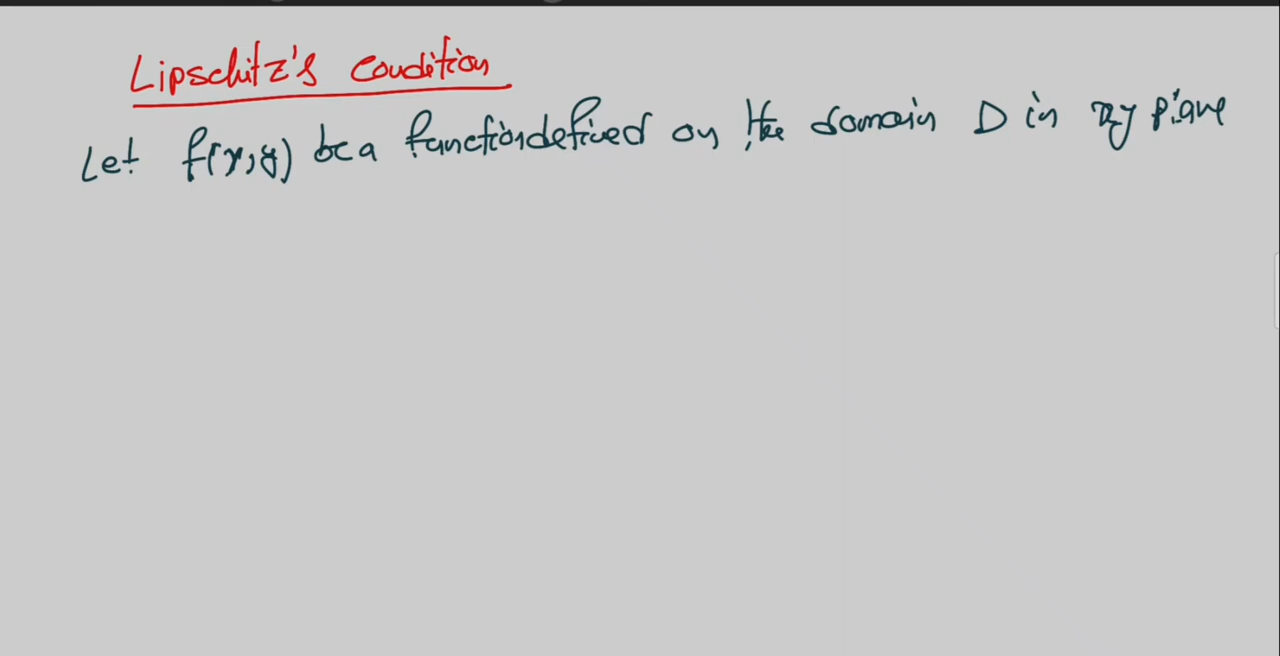 Lipschitz's condition
Let f(x,y) be a function defined on the domain D in xy plane